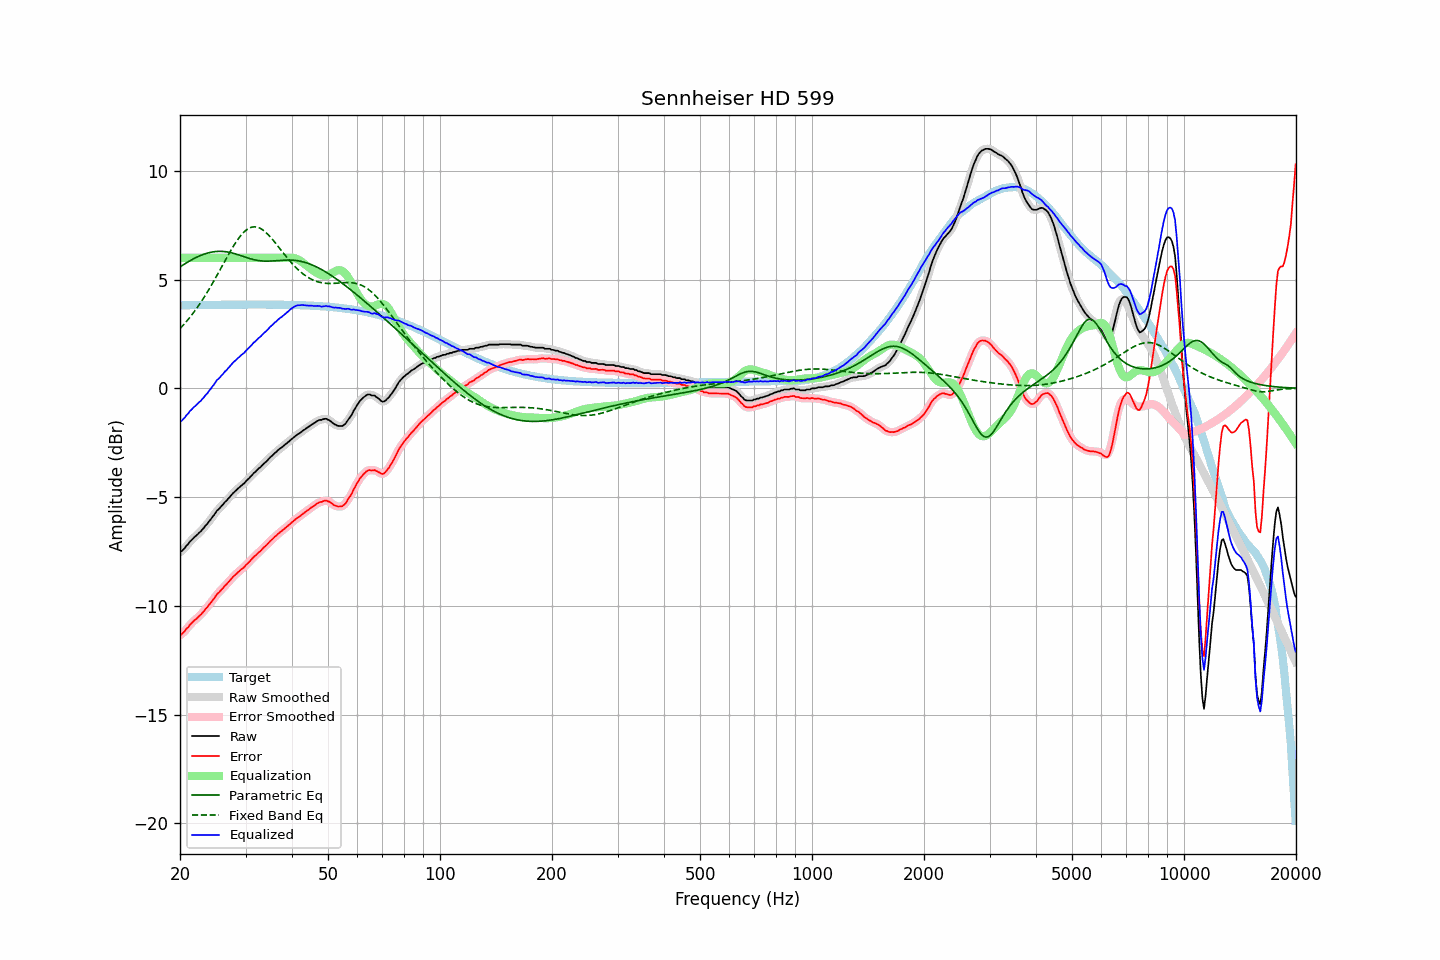 Sennheiser HD 599
Amplitude (dBr)
10
5
0
−5
−10
−15
−20
Target
Raw Smoothed
Error Smoothed
Raw
Error
Equalization
Parametric Eq
Fixed Band Eq
Equalized
20 50 100 200 500 1000 2000 5000 10000 20000
Frequency (Hz)